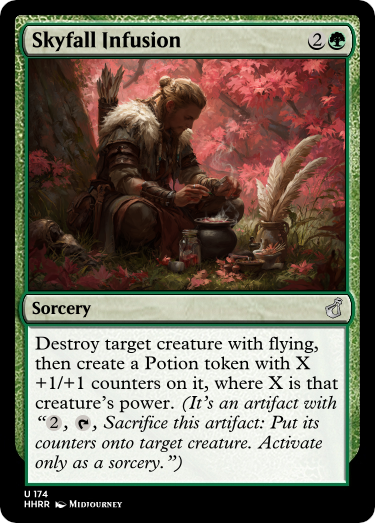 Skyfall Infusion 2
Sorcery
Destroy target creature with flying,
then create a Potion token with X
+1/+1 counters on it, where X is that
creature's power. (It's an artifact with
"2, , Sacrifice this artifact: Put its
counters onto target creature. Activate
only as a sorcery.")
U 174
HHRR MIDJOURNEY